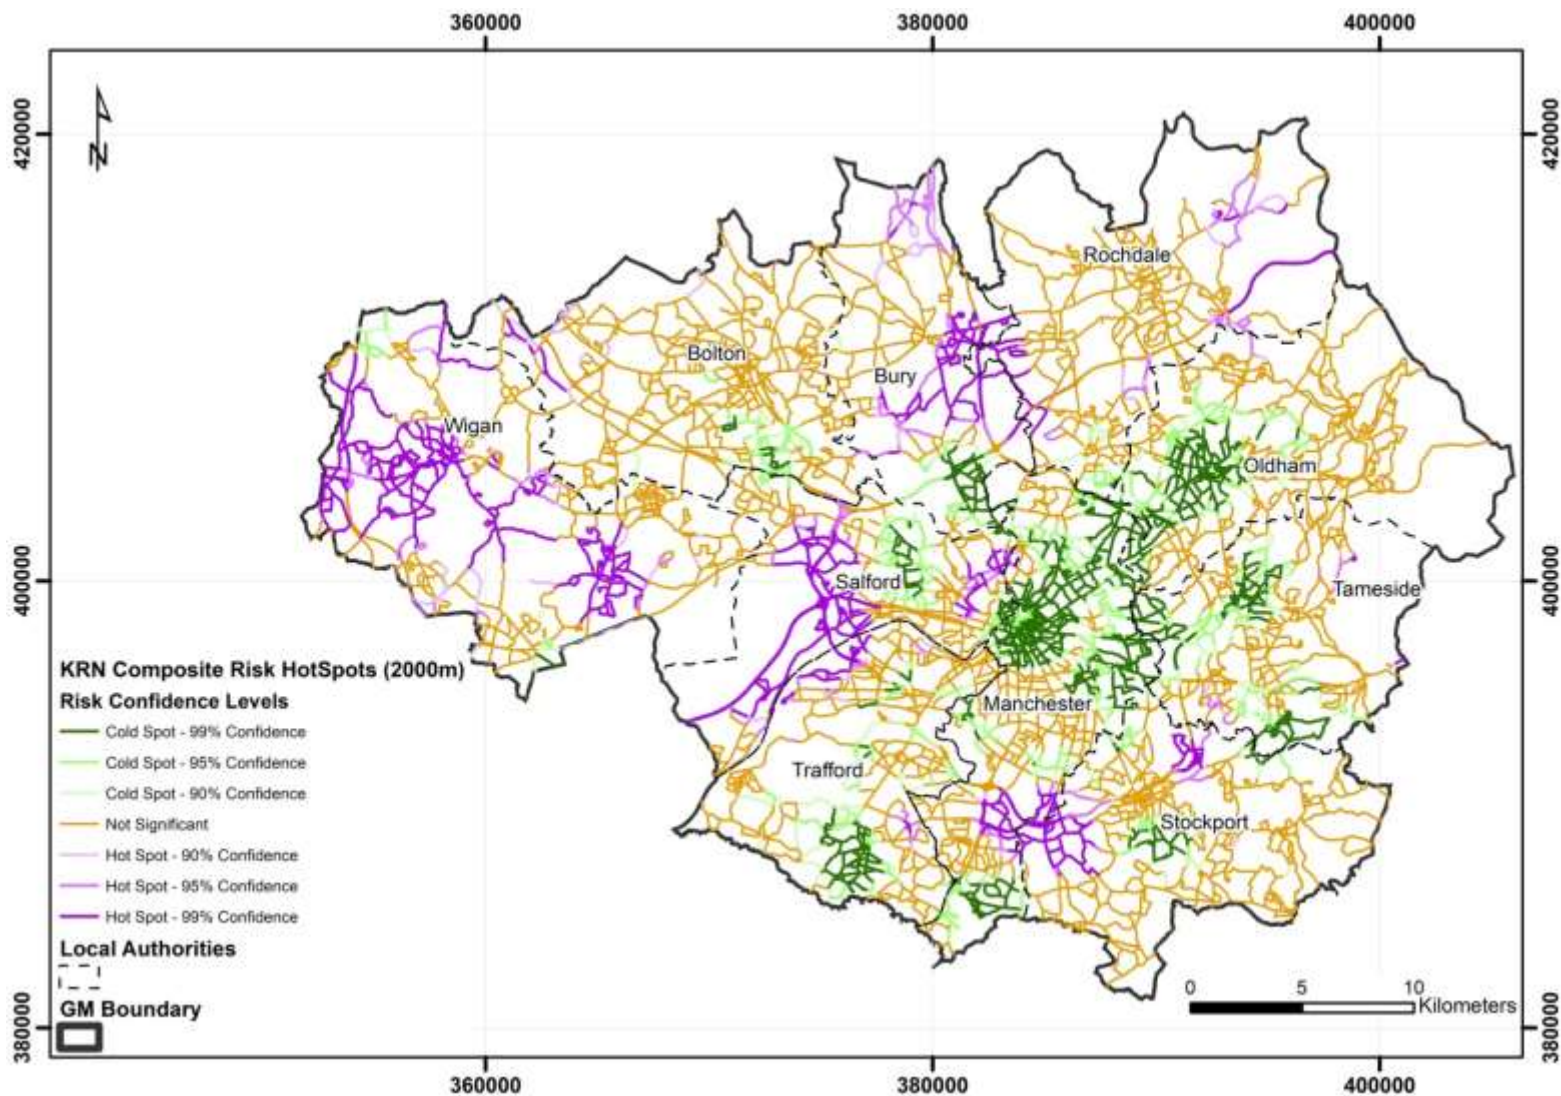 360000 380000 400000
420000 420000
N
Rochdale
Bolton
Bury
Wigan
Oldham
400000 400000
Salford
Tameside
KRN Composite Risk HotSpots (2000m)
Risk Confidence Levels
Cold Spot - 99% Confidence
Cold Spot - 95% Confidence
Cold Spot - 90% Confidence
Not Significant
Hot Spot - 90% Confidence
Hot Spot - 95% Confidence
Hot Spot - 99% Confidence
Local Authorities
GM Boundary
Manchester
Trafford
Stockport
0 5 10
Kilometers
380000 380000
360000 380000 400000